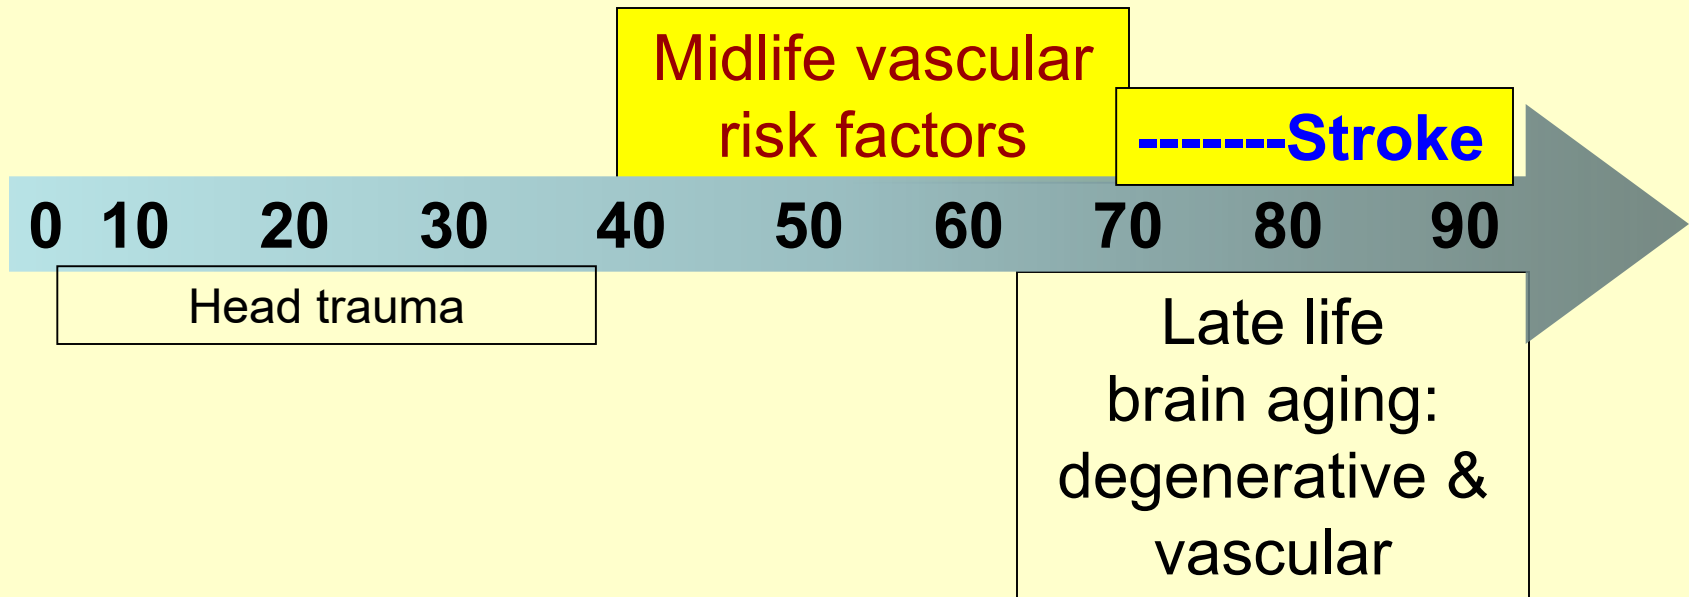 Midlife vascular
risk factors
-------Stroke
0 10 20 30 40 50 60 70 80 90
Head trauma
Late life
brain aging:
degenerative &
vascular